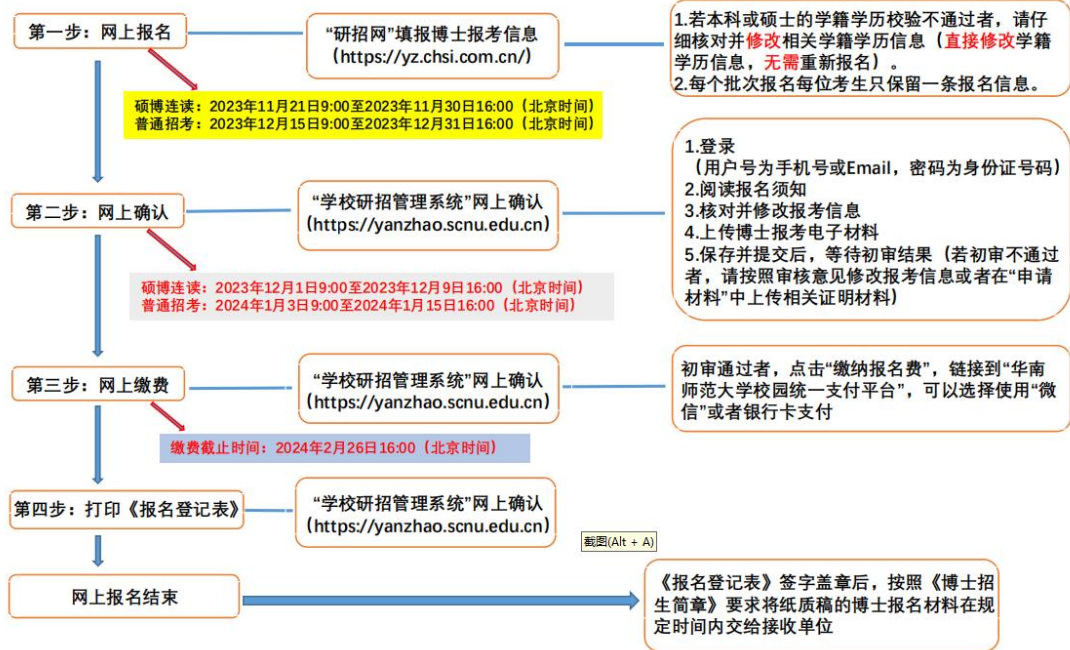 第一步：网上报名
“研招网”填报博士报考信息
（https://yz.chsi.com.cn/）
1.若本科或硕士的学籍学历校验不通过者，请仔
细核对并修改相关学籍学历信息（直接修改学籍
学历信息，无需重新报名）。
2.每个批次报名每位考生只保留一条报名信息。
硕博连读：2023年11月21日9:00至2023年11月30日16:00（北京时间）
普通招考：2023年12月15日9:00至2023年12月31日16:00（北京时间）
第二步：网上确认
“学校研招管理系统”网上确认
（https://yanzhao.scnu.edu.cn）
1.登录
（用户号为手机号或Email，密码为身份证号码）
2.阅读报名须知
3.核对并修改报考信息
4.上传博士报考电子材料
5.保存并提交后，等待初审结果（若初审不通过
者，请按照审核意见修改报考信息或者在“申请
材料”中上传相关证明材料）
硕博连读：2023年12月1日9:00至2023年12月9日16:00（北京时间）
普通招考：2024年1月3日9:00至2024年1月15日16:00（北京时间）
第三步：网上缴费
“学校研招管理系统”网上确认
（https://yanzhao.scnu.edu.cn）
初审通过者，点击“缴纳报名费”，链接到“华南
师范大学校园统一支付平台”，可以选择使用“微
信”或者银行卡支付
缴费截止时间：2024年2月26日16:00（北京时间）
第四步：打印《报名登记表》
“学校研招管理系统”网上确认
（https://yanzhao.scnu.edu.cn）
截图(Alt + A)
网上报名结束
《报名登记表》签字盖章后，按照《博士招
生简章》要求将纸质稿的博士报名材料在规
定时间内交给接收单位